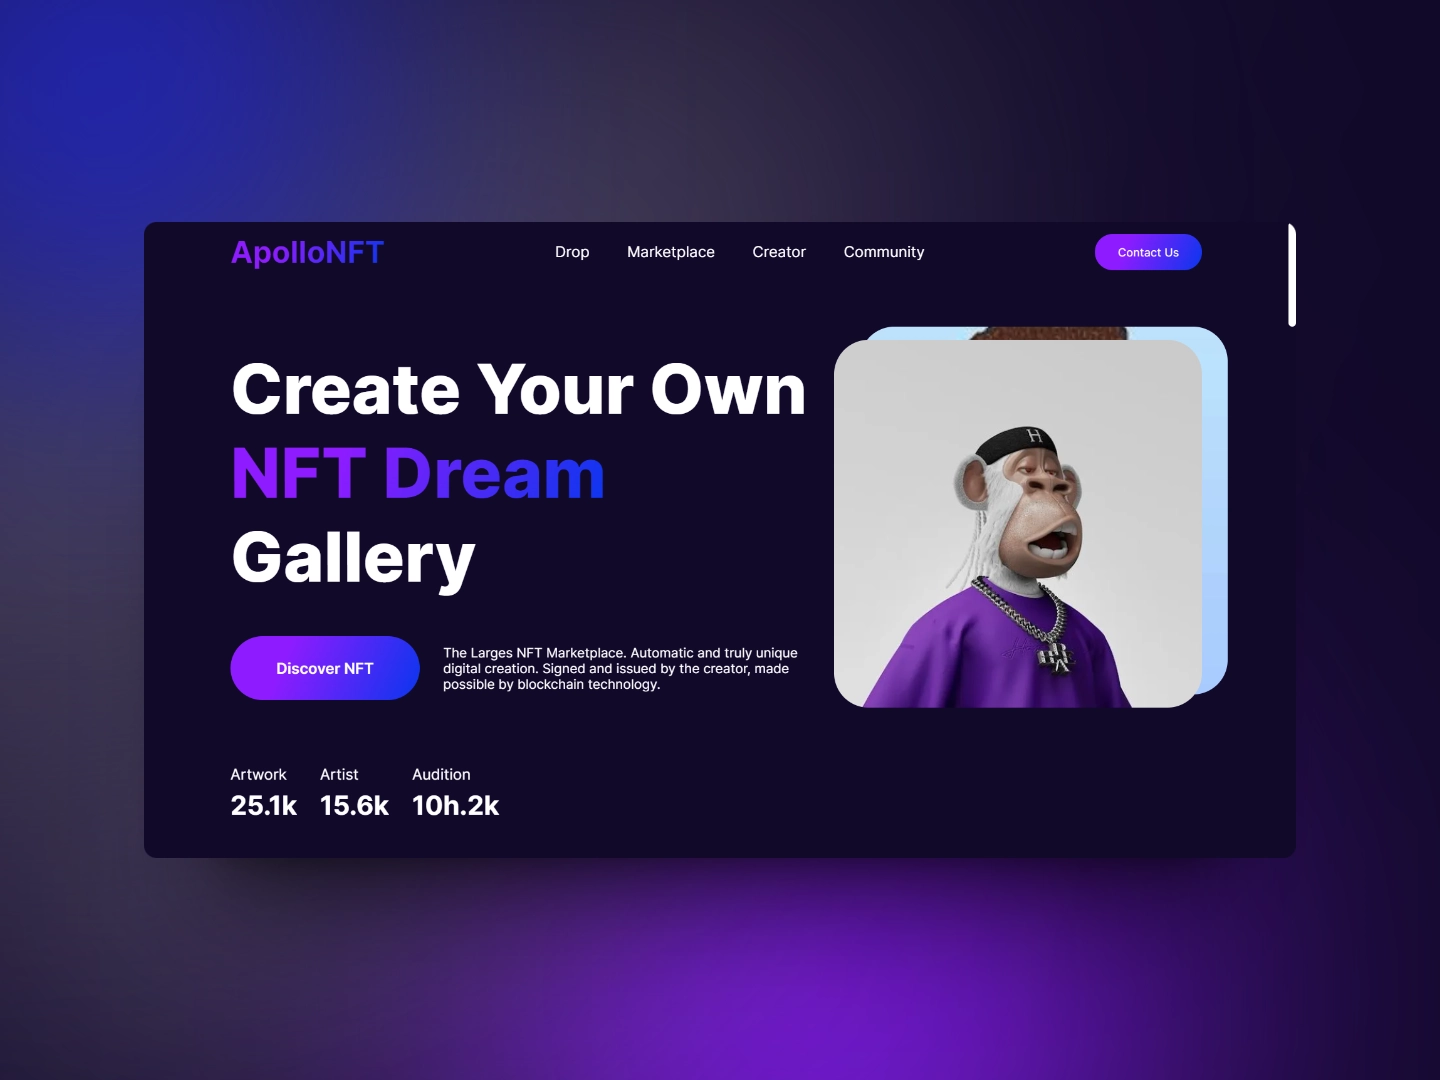 ApolloNFT
Drop
Marketplace
Creator
Community
Contact Us
Create Your Own
NFT Dream
Gallery
Discover NFT
The Larges NFT Marketplace. Automatic and truly unique
digital creation. Signed and issued by the creator, made
possible by blockchain technology.
Artwork
25.1k
Artist
15.6k
Audition
10h.2k
H